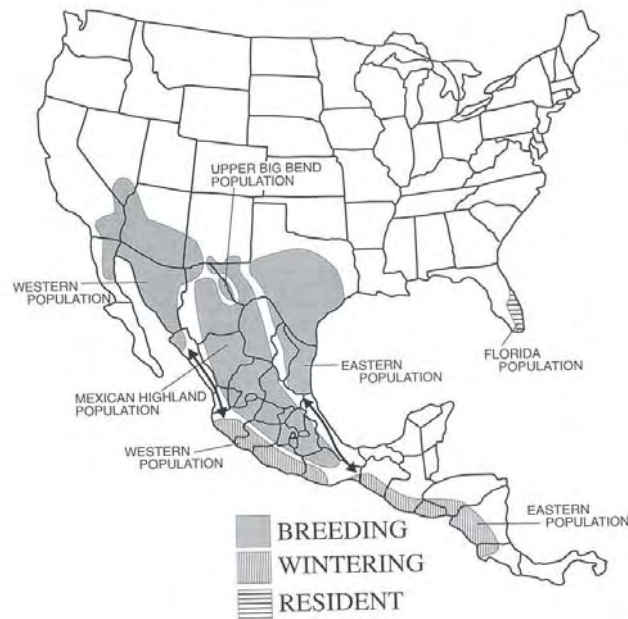 UPPER BIG BEND
POPULATION
WESTERN
POPULATION
FLORIDA
POPULATION
EASTERN
POPULATION
MEXICAN HIGHLAND
POPULATION
WESTERN
POPULATION
EASTERN
POPULATION
BREEDING
WINTERING
RESIDENT